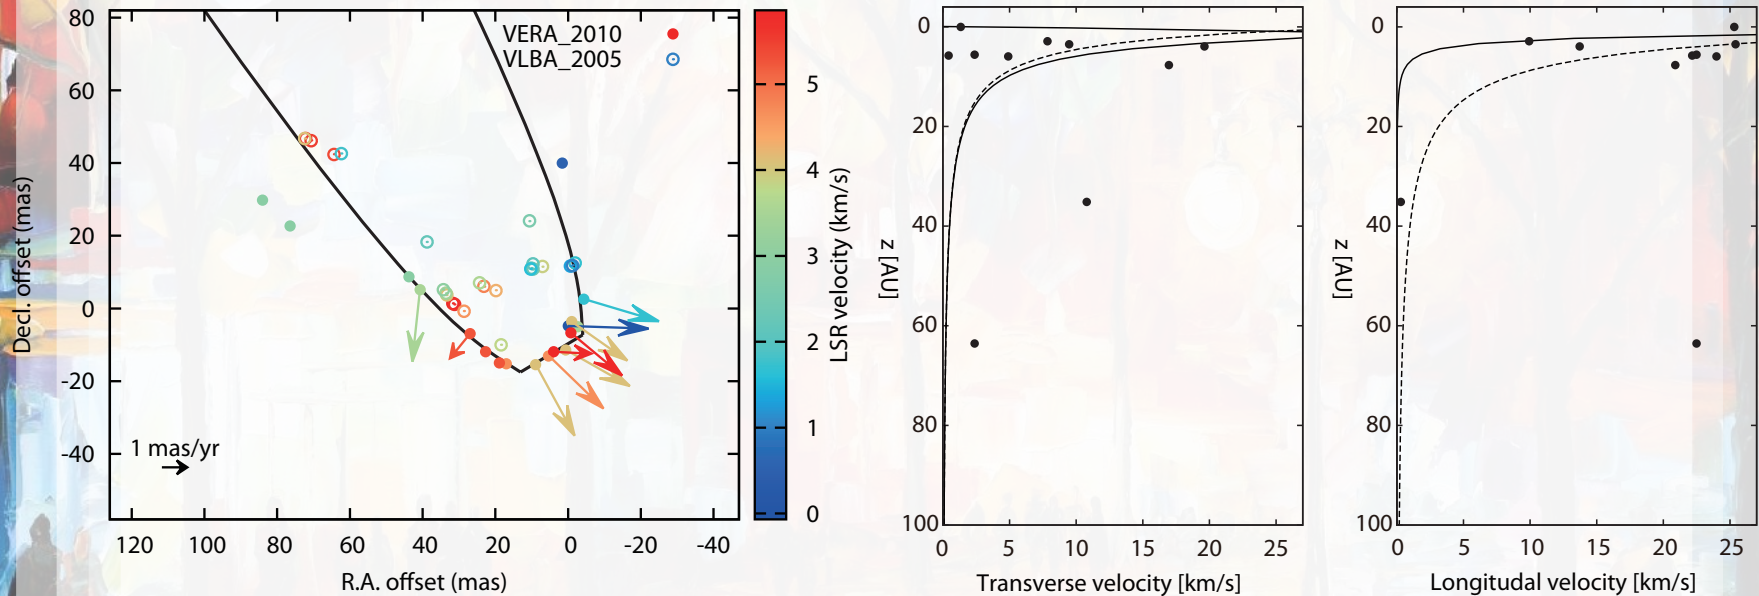 VERA_2010
VLBA_2005
80
60
40
20
0
-20
-40
Decl. offset (mas)
1 mas/yr
120 100 80 60 40 20 0 -20 -40
R.A. offset (mas)
5
4
3
2
1
0
LSR velocity (km/s)
0
20
40
60
80
100
z [AU]
0 5 10 15 20 25
Transverse velocity [km/s]
0
20
40
60
80
100
z [AU]
0 5 10 15 20 25
Longitudal velocity [km/s]